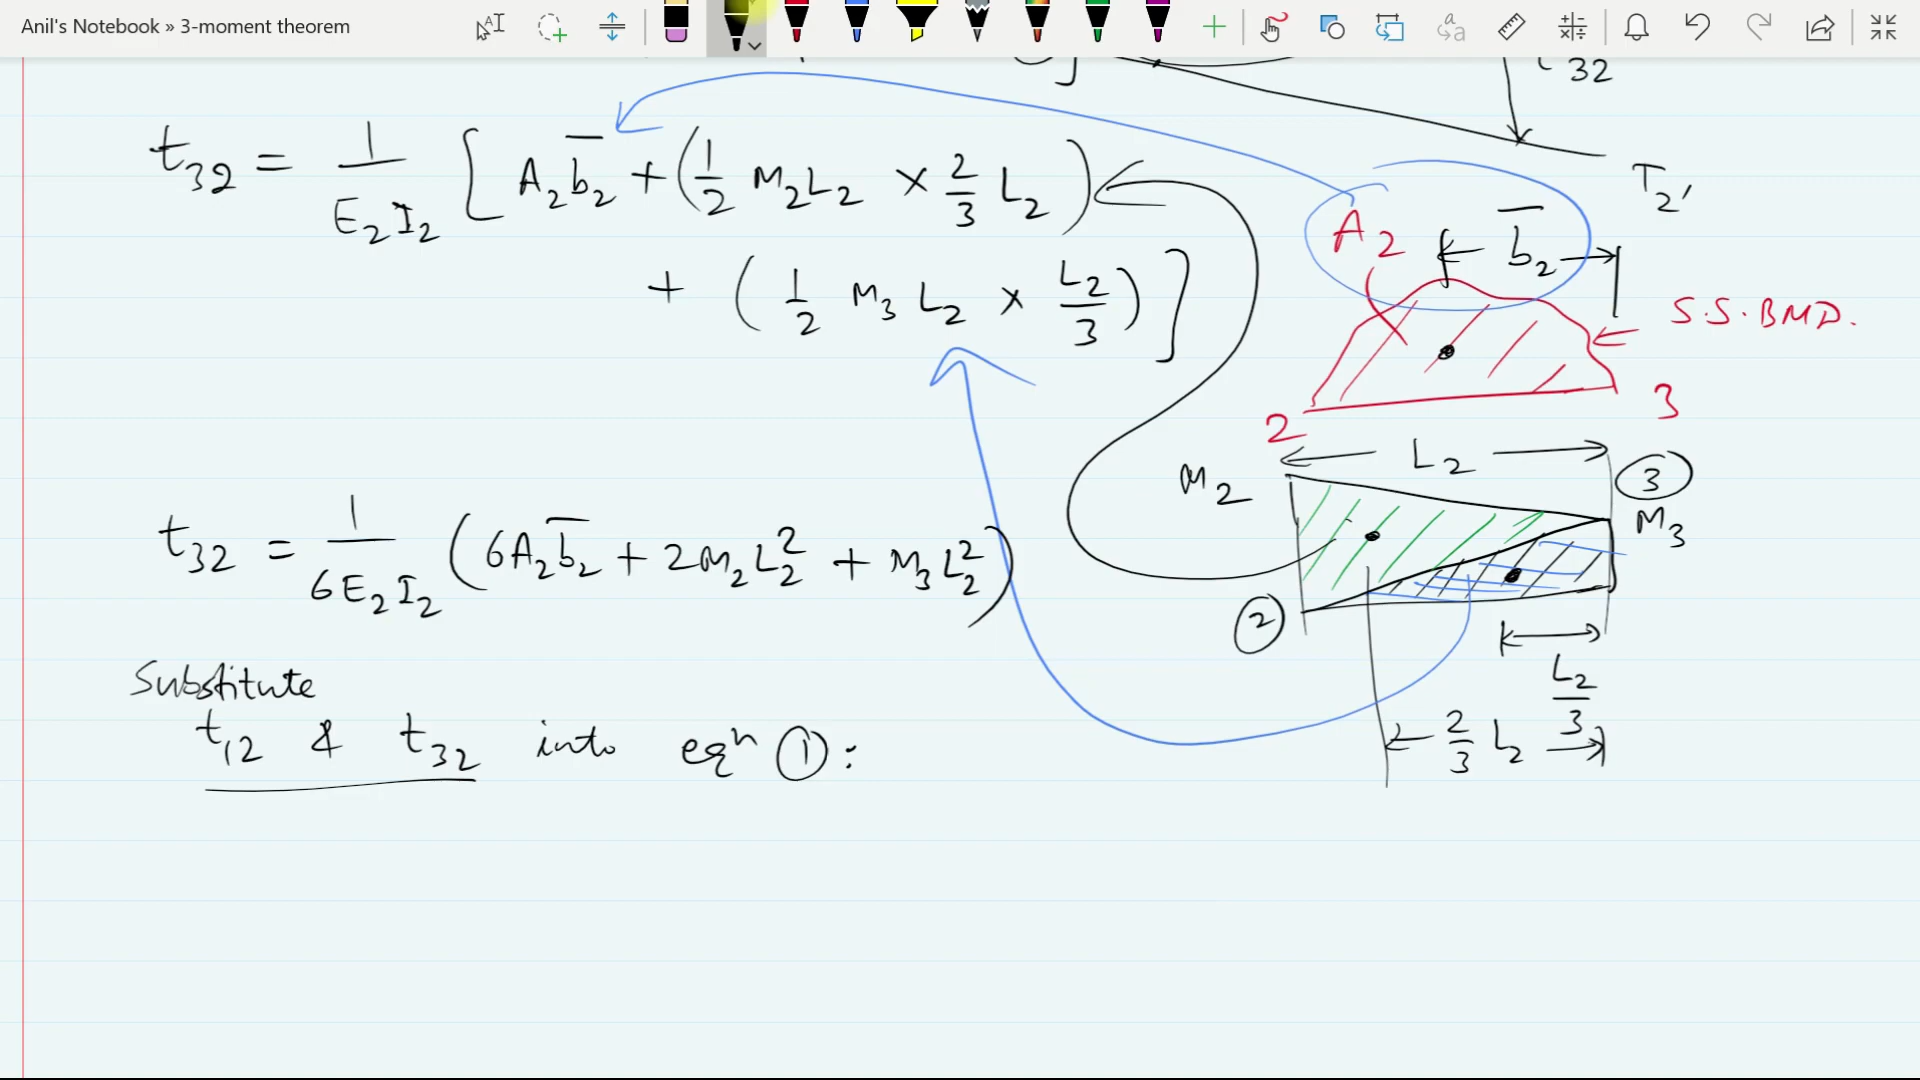 Anil's Notebook » 3-moment theorem
32
t₃₂ = 1/(E₂I₂) [ A₂b̅₂ + (1/2 M₂L₂ × 2/3 L₂)
+ (1/2 M₃ L₂ × L₂/3) ]
T₂′
A₂
b̅₂
S.S. BMD.
2
3
L₂
M₂
③
M₃
②
L₂/3
2/3 L₂
t₃₂ = 1/(6E₂I₂) (6A₂b̅₂ + 2M₂L₂² + M₃L₂²)
Substitute
t₁₂ & t₃₂ into eqⁿ ①: